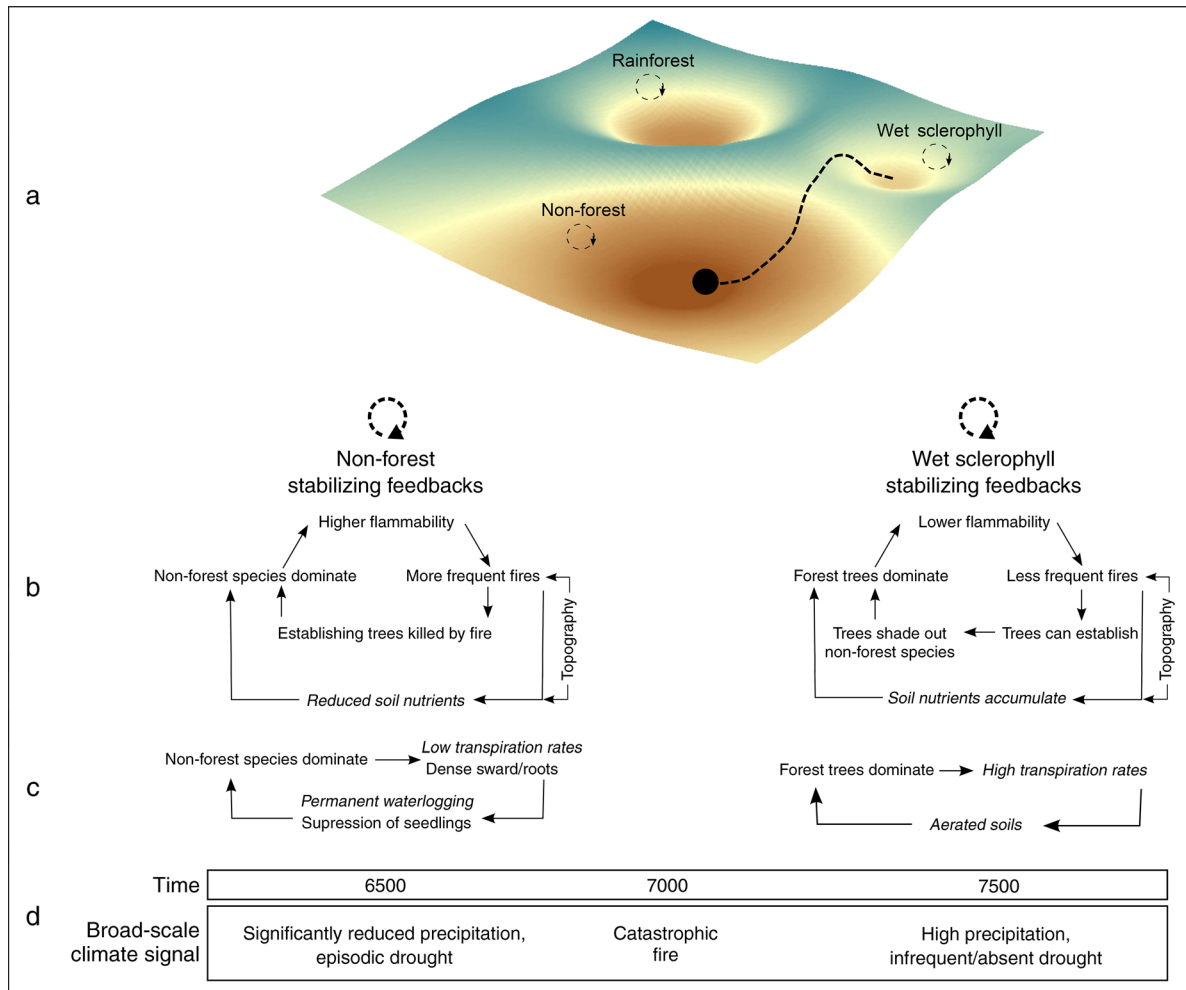 a
Rainforest
Wet sclerophyll
Non-forest
Non-forest
stabilizing feedbacks
Wet sclerophyll
stabilizing feedbacks
b
Higher flammability
Non-forest species dominate
More frequent fires
Establishing trees killed by fire
Topography
Reduced soil nutrients
Lower flammability
Forest trees dominate
Less frequent fires
Trees shade out
non-forest species
Trees can establish
Topography
Soil nutrients accumulate
c
Non-forest species dominate
Low transpiration rates
Dense sward/roots
Permanent waterlogging
Supression of seedlings
Forest trees dominate
High transpiration rates
Aerated soils
d
Time
6500
7000
7500
Broad-scale
climate signal
Significantly reduced precipitation,
episodic drought
Catastrophic
fire
High precipitation,
infrequent/absent drought